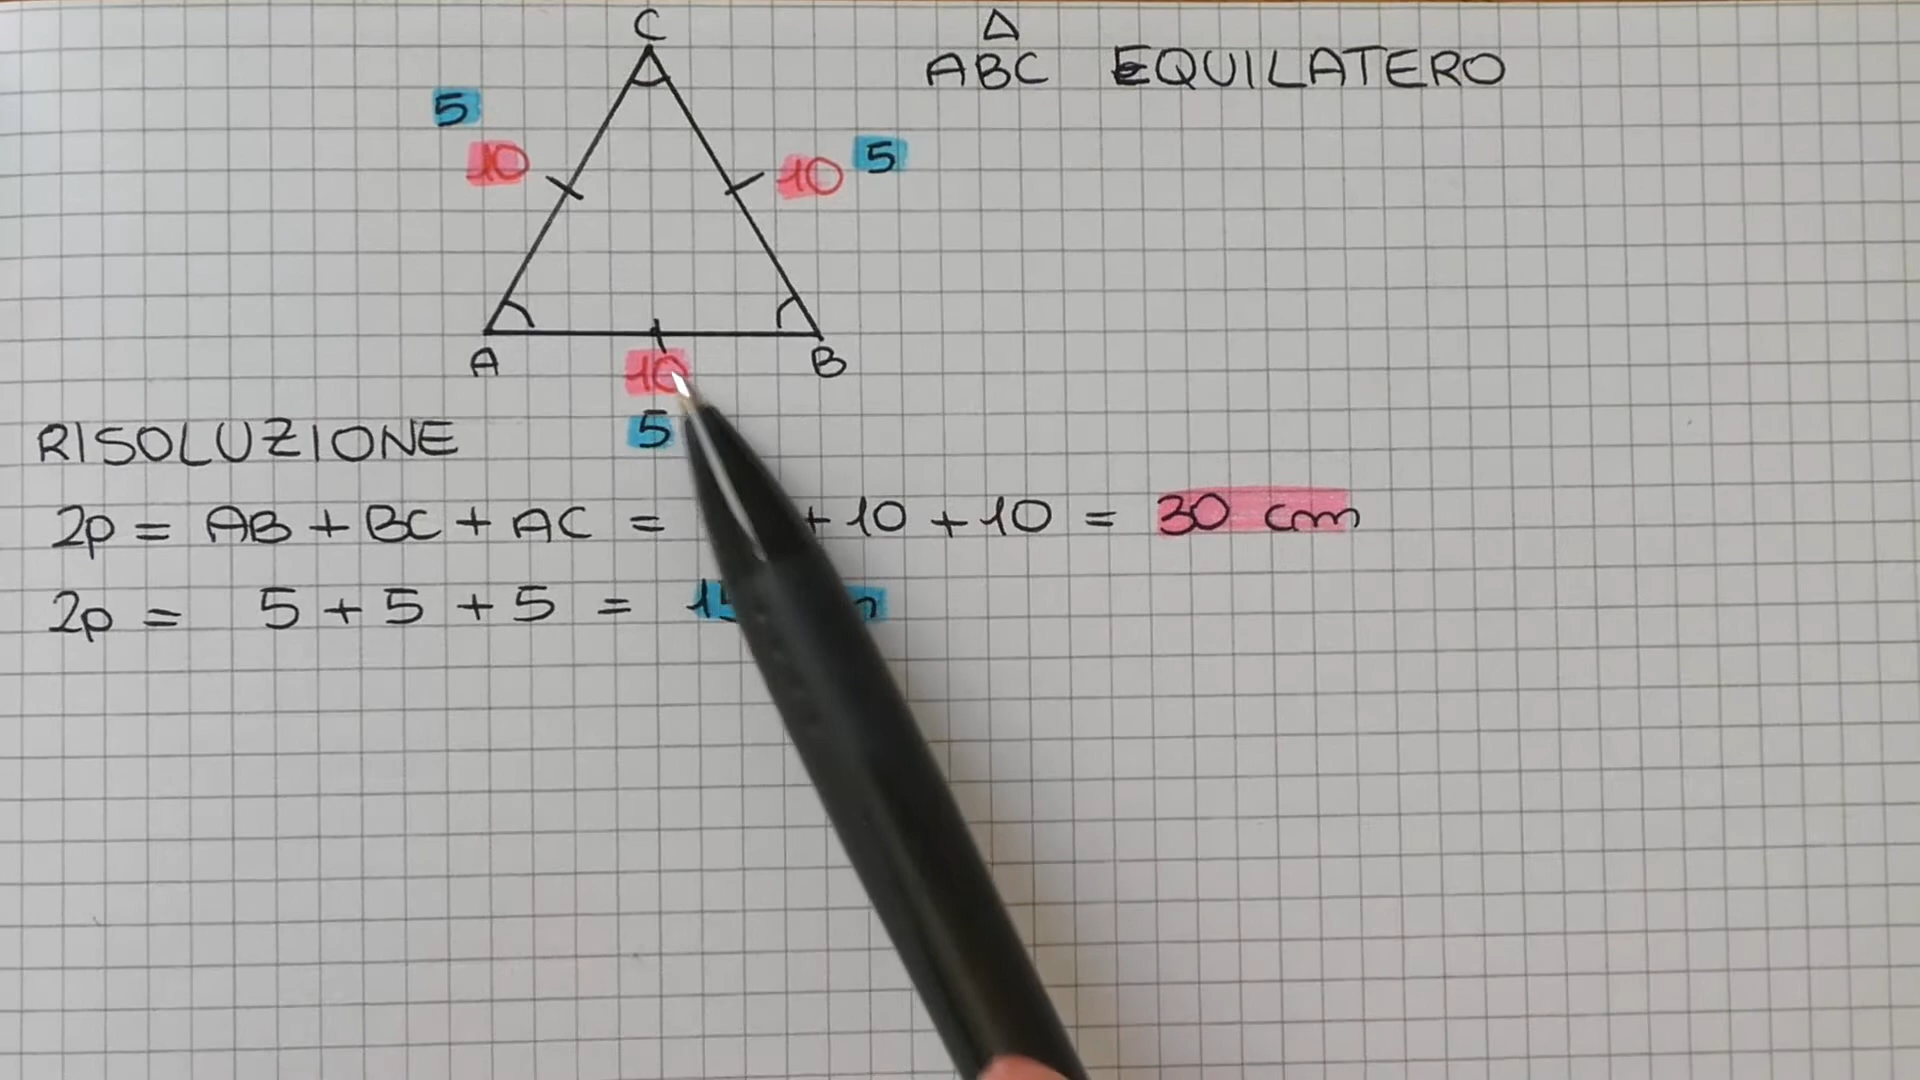 C
△
ABC EQUILATERO
5
10
10 5
A
B
10
5
RISOLUZIONE
2p = AB + BC + AC = + 10 + 10 = 30 cm
2p = 5 + 5 + 5 =